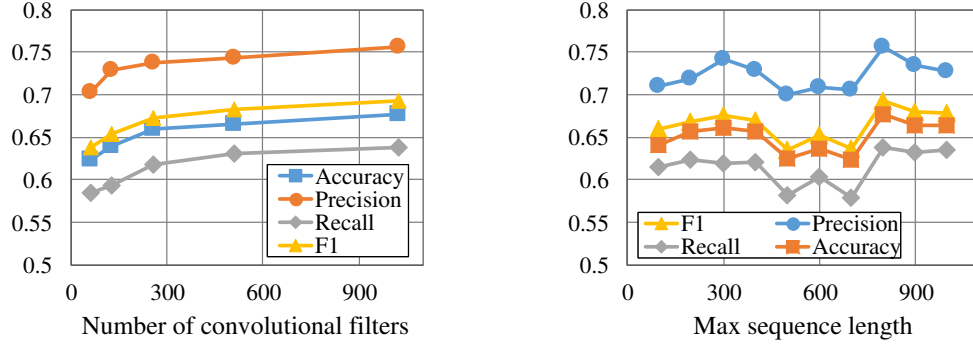 0.8
0.75
0.7
0.65
0.6
0.55
0.5
0 300 600 900
Accuracy
Precision
Recall
F1
Number of convolutional filters
0.8
0.75
0.7
0.65
0.6
0.55
0.5
0 300 600 900
F1 Precision
Recall Accuracy
Max sequence length